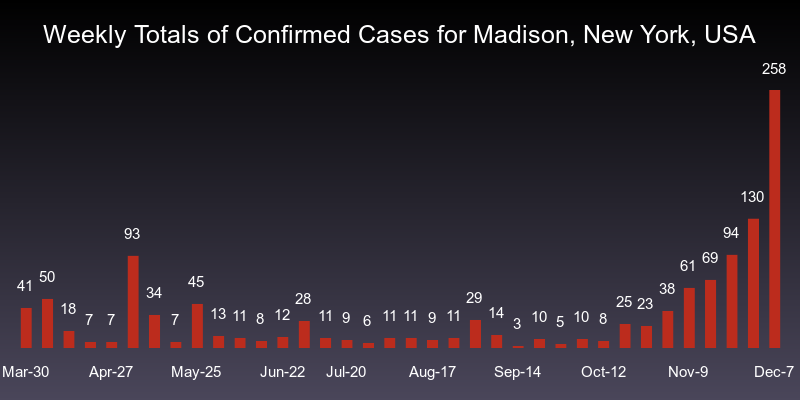 Weekly Totals of Confirmed Cases for Madison, New York, USA
41 50 18 7 7 93 34 7 45 13 11 8 12 28 11 9 6 11 11 9 11 29 14 3 10 5 10 8 25 23 38 61 69 94 130 258
Mar-30 Apr-27 May-25 Jun-22 Jul-20 Aug-17 Sep-14 Oct-12 Nov-9 Dec-7